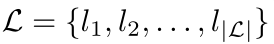 $\mathcal{L} = \{l_1, l_2, \ldots, l_{|\mathcal{L}|}\}$